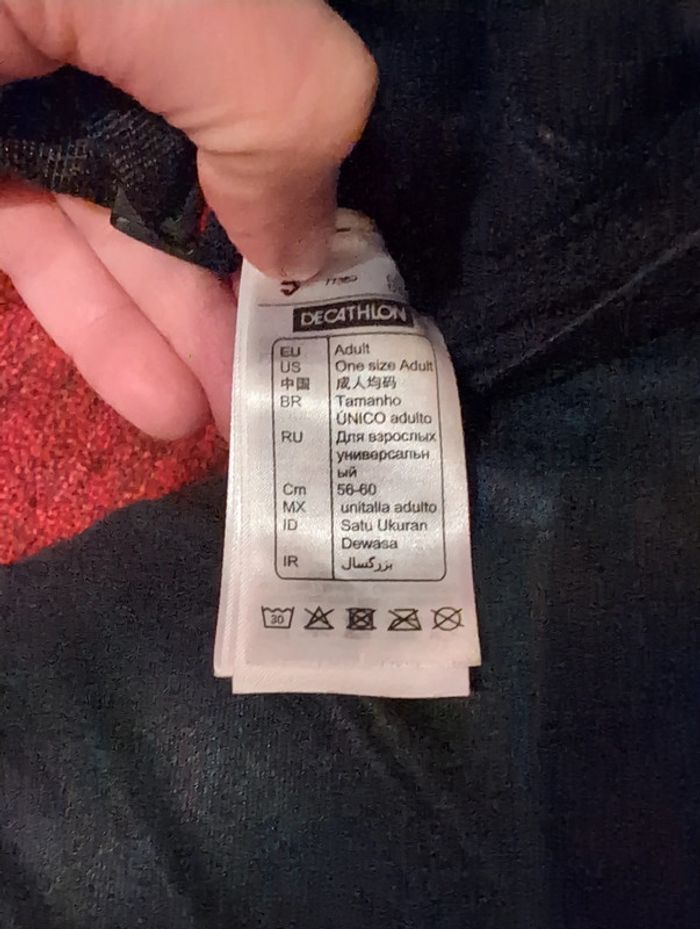 DECATHLON
EU Adult
US One size Adult
中国 成人均码
BR Tamanho
ÚNICO adulto
RU Для взрослых
универсальн
ый
Cm 56-60
MX unitalla adulto
ID Satu Ukuran
Dewasa
IR بزرگسال
30